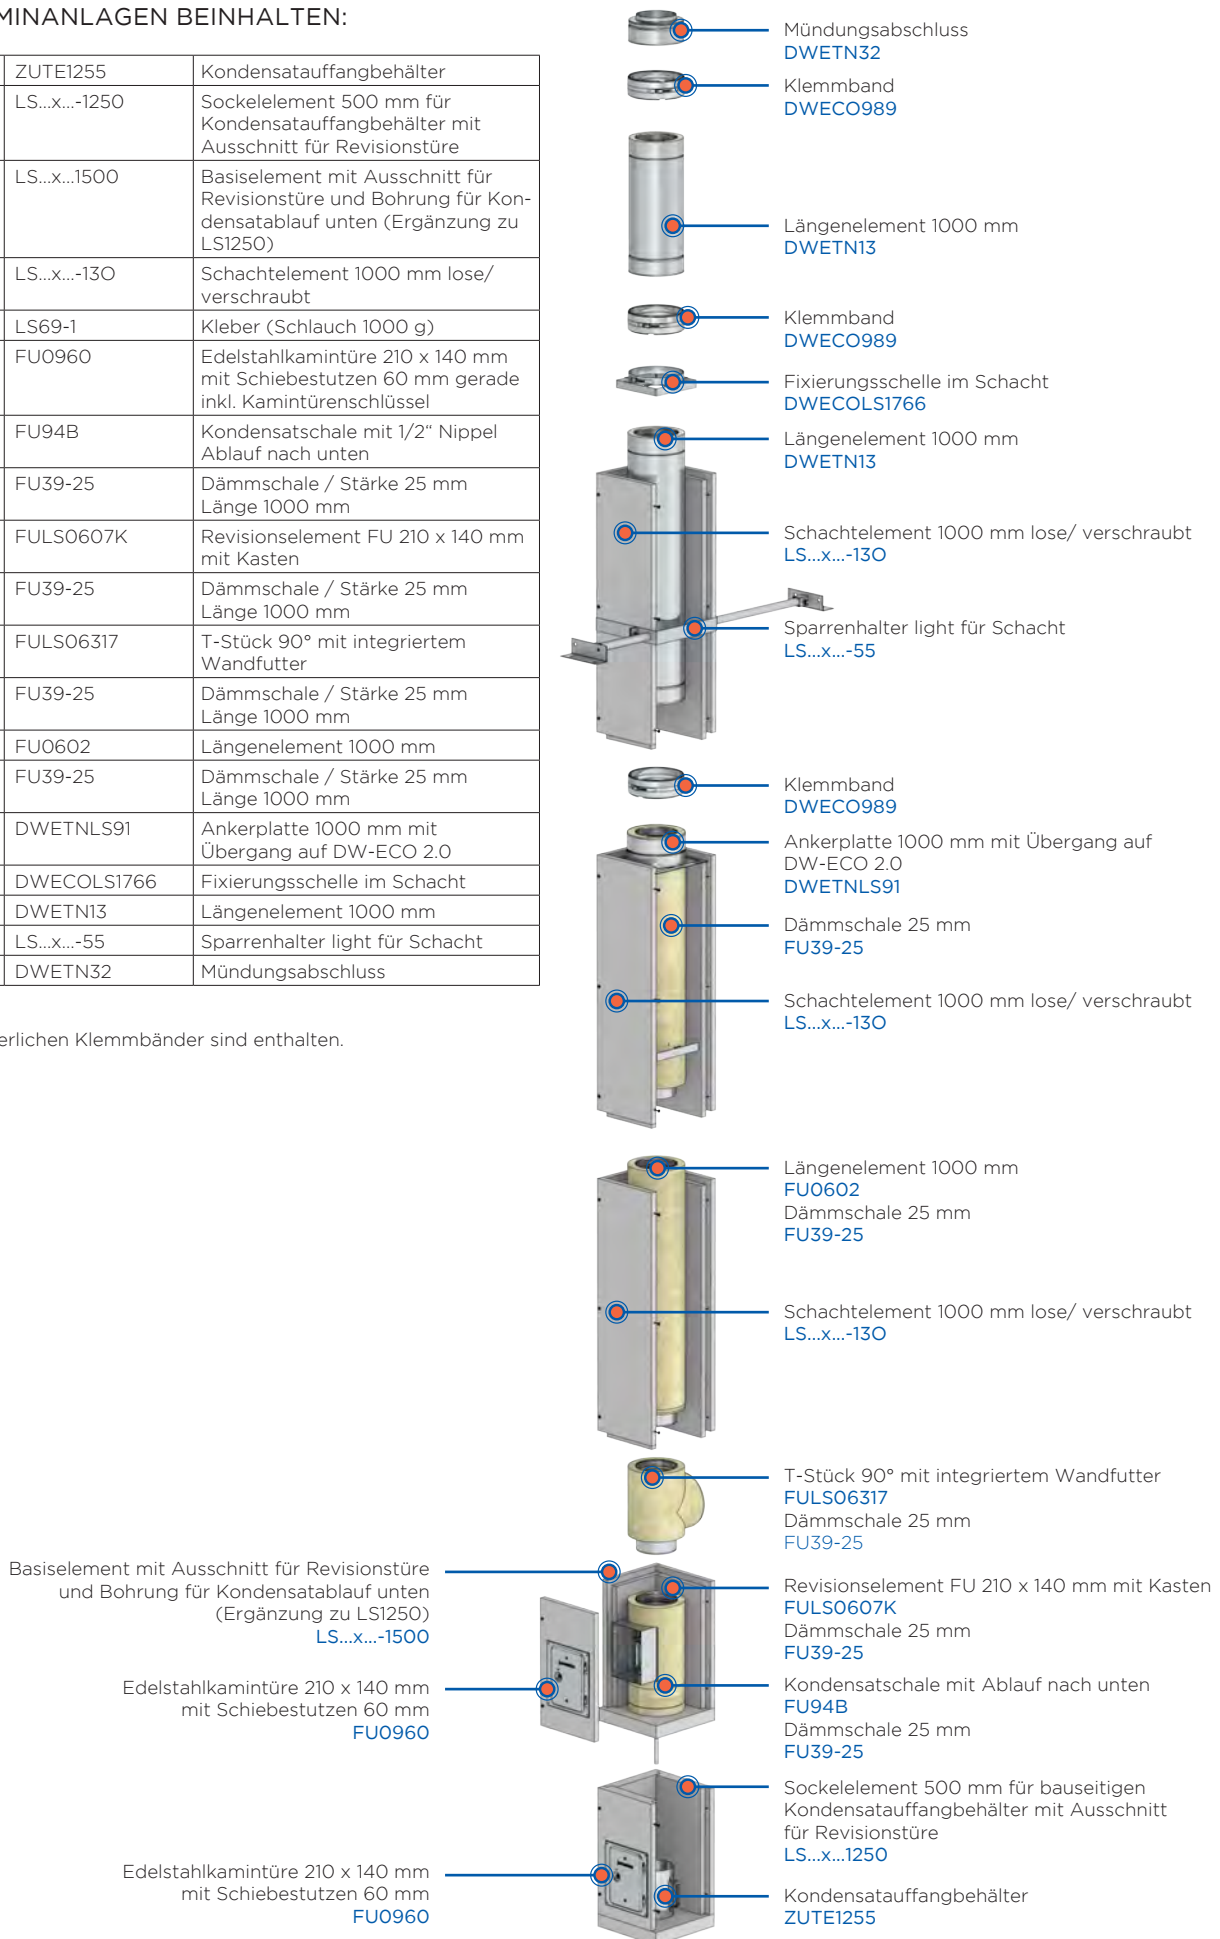 MINANLAGEN BEINHALTEN:
ZUTE1255 Kondensatauffangbehälter
LS...x...-1250 Sockelelement 500 mm für
Kondensatauffangbehälter mit
Ausschnitt für Revisionstüre
LS...x...1500 Basiselement mit Ausschnitt für
Revisionstüre und Bohrung für Kon-
densatablauf unten (Ergänzung zu
LS1250)
LS...x...-13O Schachtelement 1000 mm lose/
verschraubt
LS69-1 Kleber (Schlauch 1000 g)
FU0960 Edelstahlkamintüre 210 x 140 mm
mit Schiebestutzen 60 mm gerade
inkl. Kamintürenschlüssel
FU94B Kondensatschale mit 1/2“ Nippel
Ablauf nach unten
FU39-25 Dämmschale / Stärke 25 mm
Länge 1000 mm
FULS0607K Revisionselement FU 210 x 140 mm
mit Kasten
FU39-25 Dämmschale / Stärke 25 mm
Länge 1000 mm
FULS06317 T-Stück 90° mit integriertem
Wandfutter
FU39-25 Dämmschale / Stärke 25 mm
Länge 1000 mm
FU0602 Längenelement 1000 mm
FU39-25 Dämmschale / Stärke 25 mm
Länge 1000 mm
DWETNLS91 Ankerplatte 1000 mm mit
Übergang auf DW-ECO 2.0
DWECOLS1766 Fixierungsschelle im Schacht
DWETN13 Längenelement 1000 mm
LS...x...-55 Sparrenhalter light für Schacht
DWETN32 Mündungsabschluss
erlichen Klemmbänder sind enthalten.
Mündungsabschluss
DWETN32
Klemmband
DWECO989
Längenelement 1000 mm
DWETN13
Klemmband
DWECO989
Fixierungsschelle im Schacht
DWECOLS1766
Längenelement 1000 mm
DWETN13
Schachtelement 1000 mm lose/ verschraubt
LS...x...-13O
Sparrenhalter light für Schacht
LS...x...-55
Klemmband
DWECO989
Ankerplatte 1000 mm mit Übergang auf
DW-ECO 2.0
DWETNLS91
Dämmschale 25 mm
FU39-25
Schachtelement 1000 mm lose/ verschraubt
LS...x...-13O
Längenelement 1000 mm
FU0602
Dämmschale 25 mm
FU39-25
Schachtelement 1000 mm lose/ verschraubt
LS...x...-13O
T-Stück 90° mit integriertem Wandfutter
FULS06317
Dämmschale 25 mm
FU39-25
Basiselement mit Ausschnitt für Revisionstüre
und Bohrung für Kondensatablauf unten
(Ergänzung zu LS1250)
LS...x...-1500
Revisionselement FU 210 x 140 mm mit Kasten
FULS0607K
Dämmschale 25 mm
FU39-25
Edelstahlkamintüre 210 x 140 mm
mit Schiebestutzen 60 mm
FU0960
Kondensatschale mit Ablauf nach unten
FU94B
Dämmschale 25 mm
FU39-25
Sockelelement 500 mm für bauseitigen
Kondensatauffangbehälter mit Ausschnitt
für Revisionstüre
LS...x...1250
Edelstahlkamintüre 210 x 140 mm
mit Schiebestutzen 60 mm
FU0960
Kondensatauffangbehälter
ZUTE1255